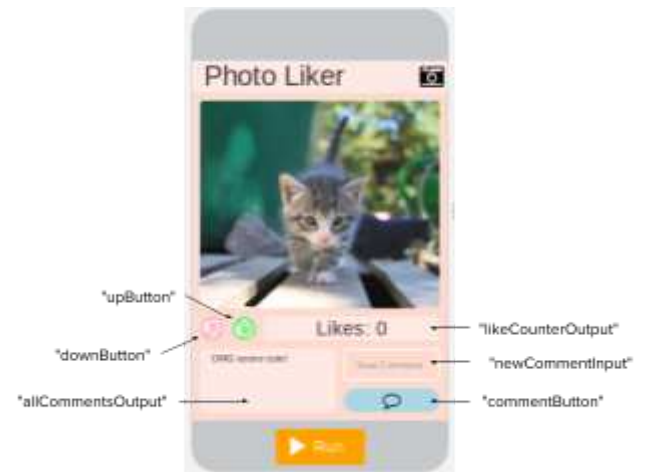 Photo Liker
"upButton"
Likes: 0
"likeCounterOutput"
"downButton"
"newCommentInput"
"allCommentsOutput"
"commentButton"
Run